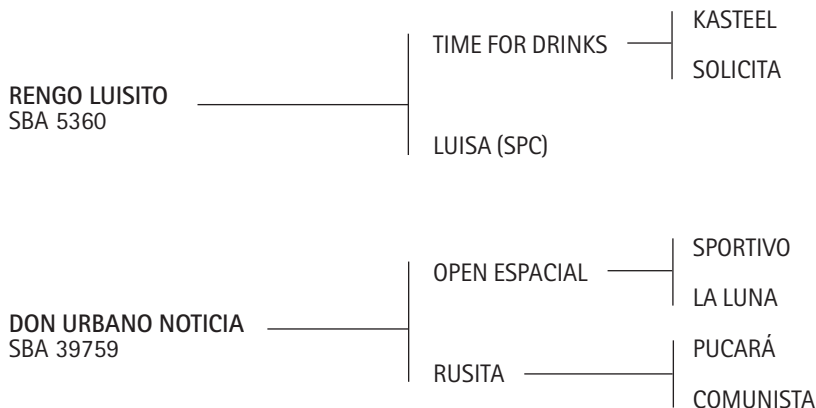 KASTEEL
TIME FOR DRINKS
SOLICITA
RENGO LUISITO
SBA 5360
LUISA (SPC)
SPORTIVO
OPEN ESPACIAL
LA LUNA
DON URBANO NOTICIA
SBA 39759
PUCARÁ
RUSITA
COMUNISTA